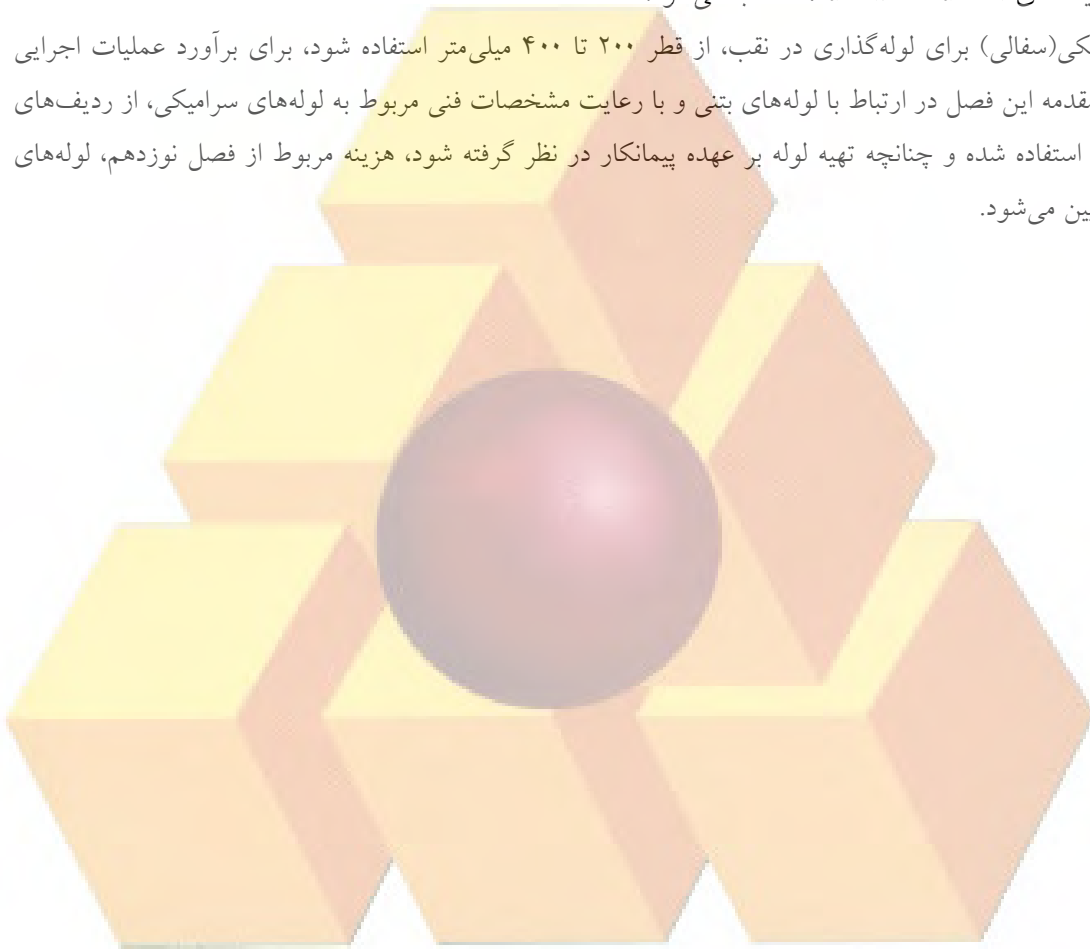 کی(سفالی) برای لوله‌گذاری در نقب، از قطر ۲۰۰ تا ۴۰۰ میلی‌متر استفاده شود، برای برآورد عملیات اجرایی
قدمه این فصل در ارتباط با لوله‌های بتنی و با رعایت مشخصات فنی مربوط به لوله‌های سرامیکی، از ردیف‌های
استفاده شده و چنانچه تهیه لوله بر عهده پیمانکار در نظر گرفته شود، هزینه مربوط از فصل نوزدهم، لوله‌های
ین می‌شود.